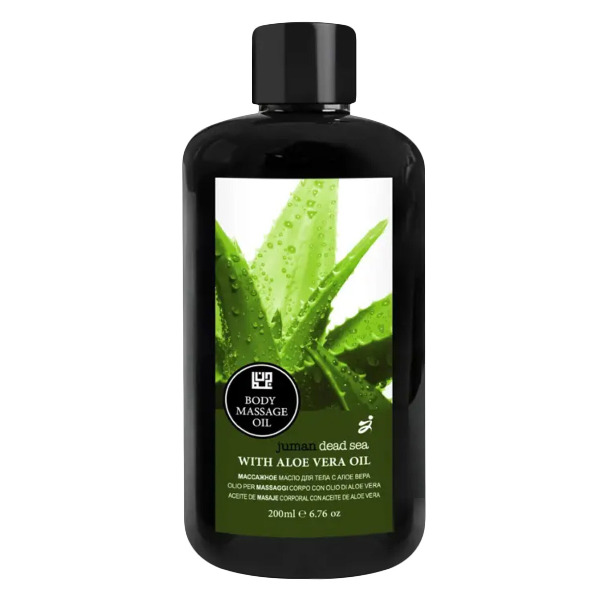 BODY
MASSAGE
OIL
juman dead sea
WITH ALOE VERA OIL
МАССАЖНОЕ МАСЛО ДЛЯ ТЕЛА С АЛОЕ ВЕРА
OLIO PER MASSAGGI CORPO CON OLIO DI ALOE VERA
ACEITE DE MASAJE CORPORAL CON ACEITE DE ALOE VERA
200ml ℮ 6.76 oz